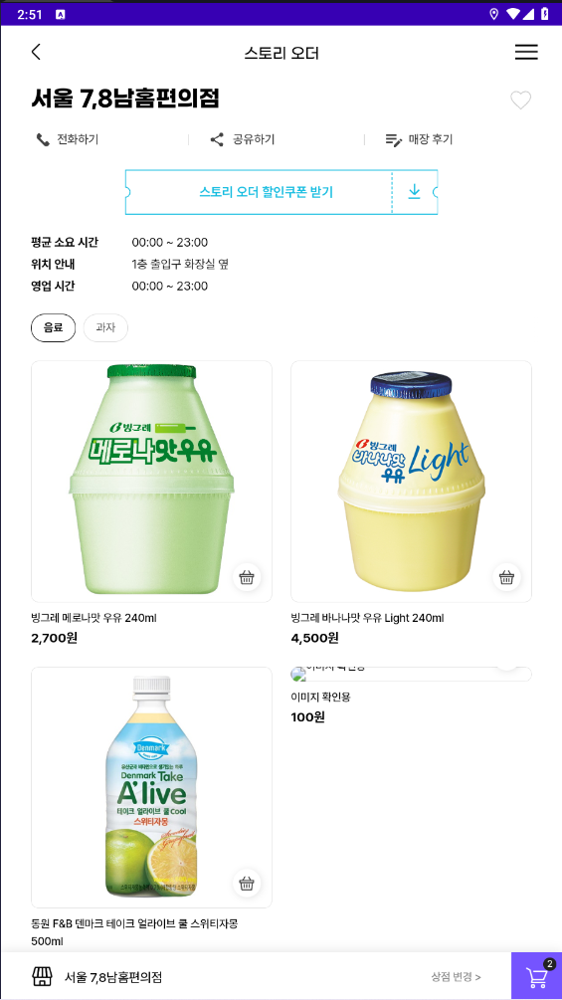 2:51
스토리 오더
서울 7,8남홈편의점
전화하기
공유하기
매장 후기
스토리 오더 할인쿠폰 받기
평균 소요 시간 00:00 ~ 23:00
위치 안내 1층 출입구 화장실 옆
영업 시간 00:00 ~ 23:00
음료
과자
빙그레
메로나맛우유
빙그레 메로나맛 우유 240ml
2,700원
빙그레
바나나맛
우유
Light
빙그레 바나나맛 우유 Light 240ml
4,500원
Denmark
Denmark Take
A'live
테이크 얼라이브 쿨 Cool
스위티자몽
동원 F&B 덴마크 테이크 얼라이브 쿨 스위티자몽
500ml
이미지 확인용
이미지 확인용
100원
서울 7,8남홈편의점
상점 변경 >
2